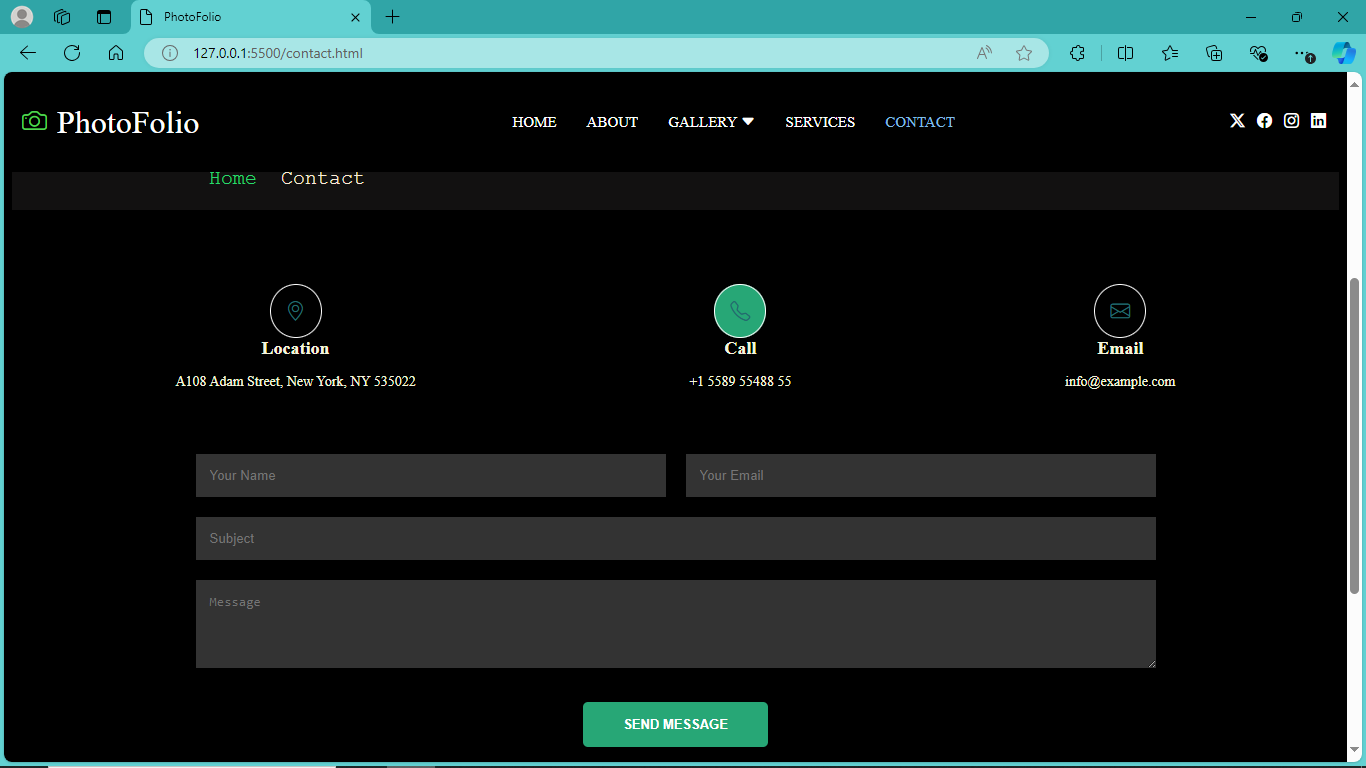 PhotoFolio
127.0.0.1:5500/contact.html
PhotoFolio HOME ABOUT GALLERY SERVICES CONTACT
Home Contact
Location Call Email
A108 Adam Street, New York, NY 535022 +1 5589 55488 55 info@example.com
Your Name Your Email
Subject
Message
SEND MESSAGE